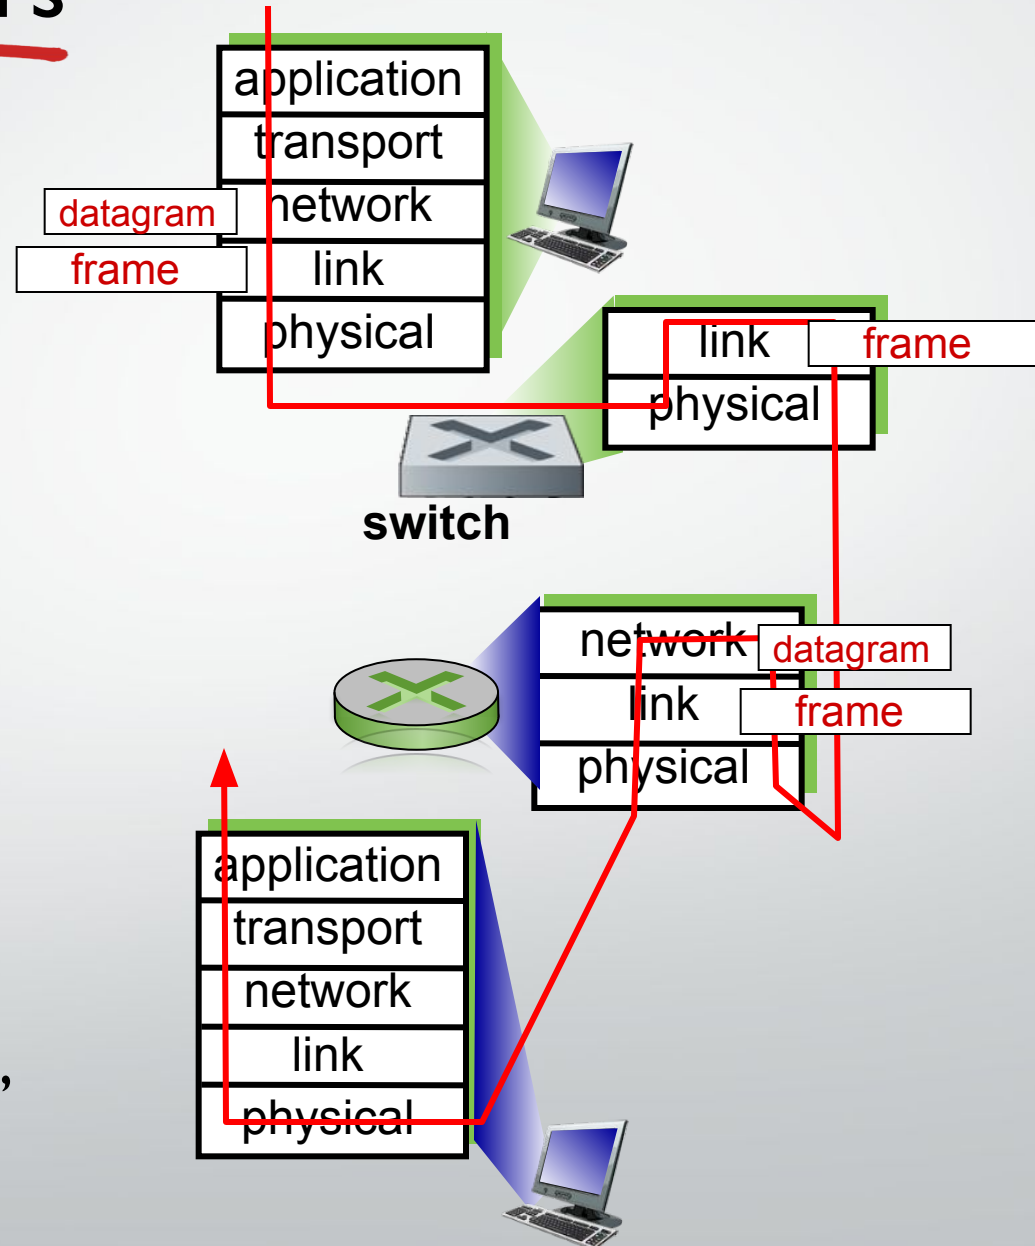 application
transport
datagram network
frame link
physical
link frame
physical
switch
network datagram
link frame
physical
application
transport
network
link
,
physical